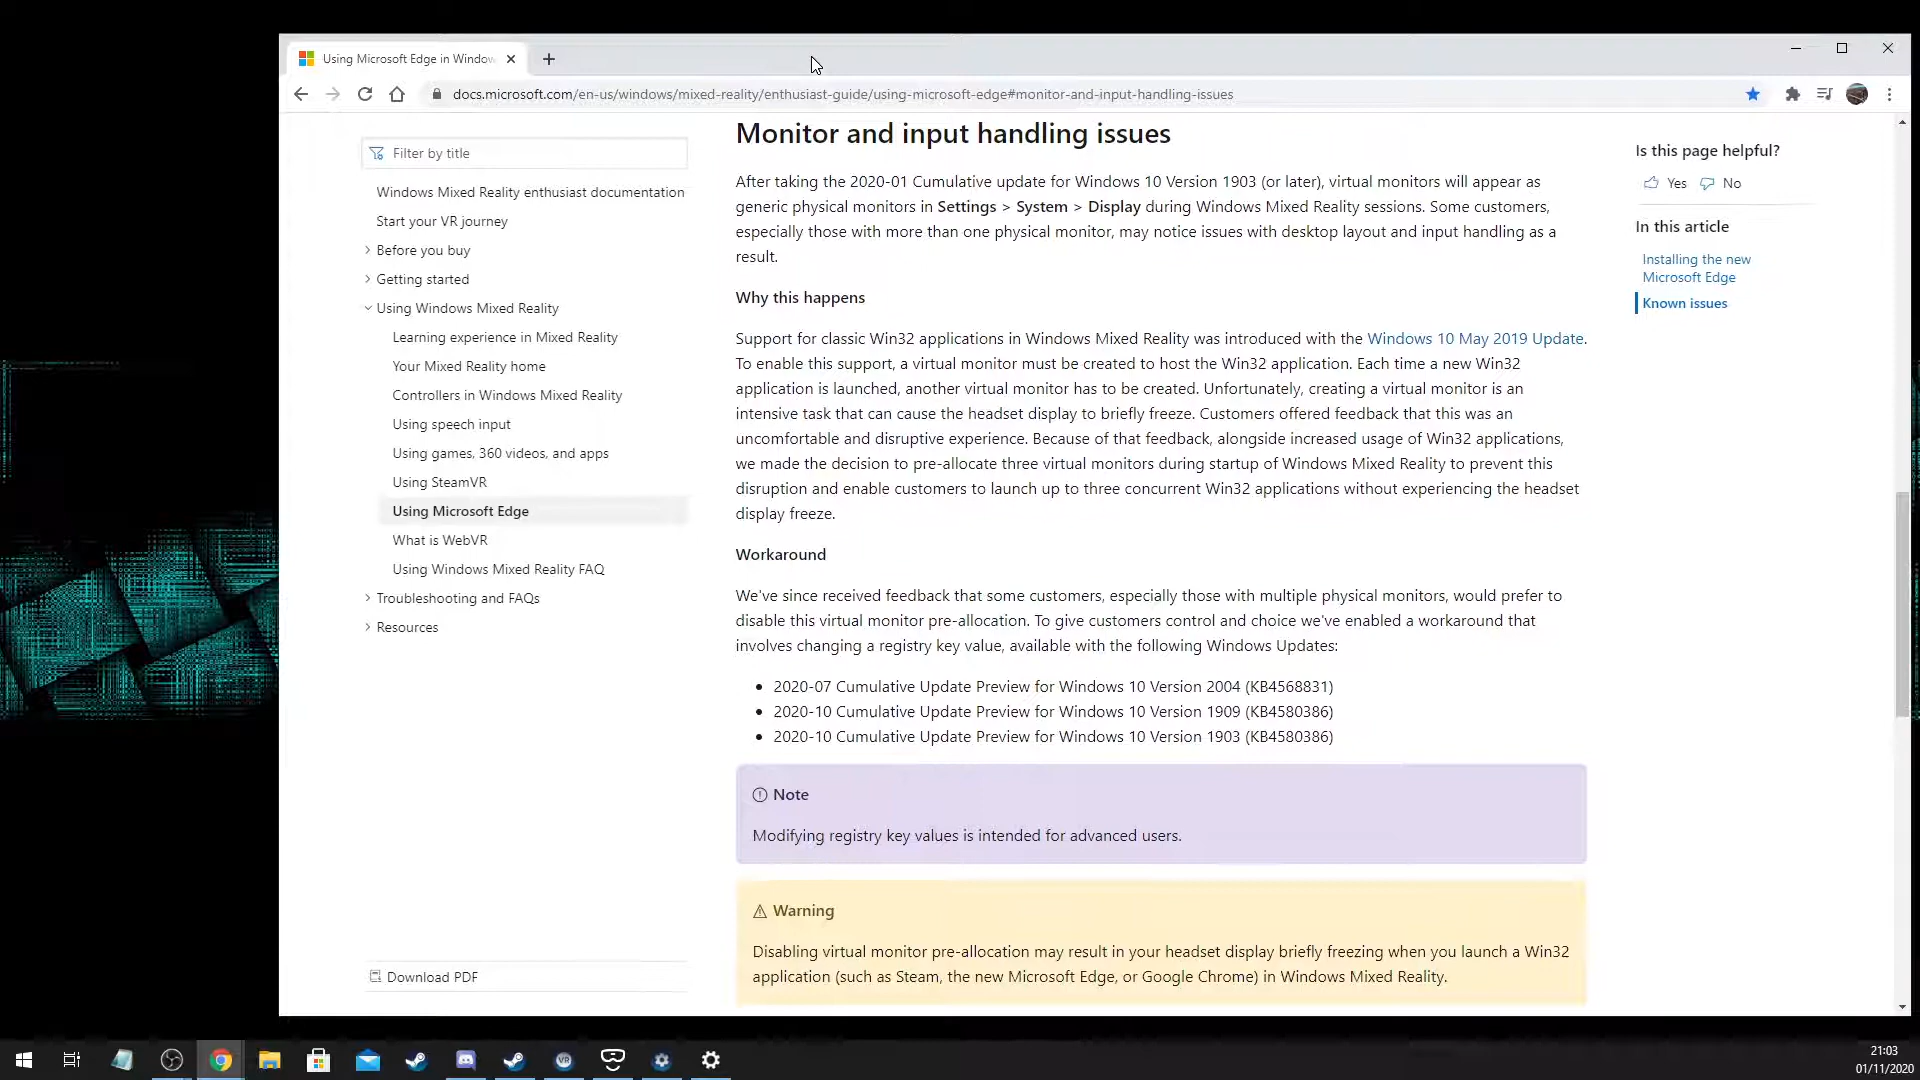 Using Microsoft Edge in Window
docs.microsoft.com/en-us/windows/mixed-reality/enthusiast-guide/using-microsoft-edge#monitor-and-input-handling-issues
Filter by title
Windows Mixed Reality enthusiast documentation
Start your VR journey
Before you buy
Getting started
Using Windows Mixed Reality
Learning experience in Mixed Reality
Your Mixed Reality home
Controllers in Windows Mixed Reality
Using speech input
Using games, 360 videos, and apps
Using SteamVR
Using Microsoft Edge
What is WebVR
Using Windows Mixed Reality FAQ
Troubleshooting and FAQs
Resources
Download PDF
Monitor and input handling issues
After taking the 2020-01 Cumulative update for Windows 10 Version 1903 (or later), virtual monitors will appear as
generic physical monitors in Settings > System > Display during Windows Mixed Reality sessions. Some customers,
especially those with more than one physical monitor, may notice issues with desktop layout and input handling as a
result.
Why this happens
Support for classic Win32 applications in Windows Mixed Reality was introduced with the Windows 10 May 2019 Update.
To enable this support, a virtual monitor must be created to host the Win32 application. Each time a new Win32
application is launched, another virtual monitor has to be created. Unfortunately, creating a virtual monitor is an
intensive task that can cause the headset display to briefly freeze. Customers offered feedback that this was an
uncomfortable and disruptive experience. Because of that feedback, alongside increased usage of Win32 applications,
we made the decision to pre-allocate three virtual monitors during startup of Windows Mixed Reality to prevent this
disruption and enable customers to launch up to three concurrent Win32 applications without experiencing the headset
display freeze.
Workaround
We've since received feedback that some customers, especially those with multiple physical monitors, would prefer to
disable this virtual monitor pre-allocation. To give customers control and choice we've enabled a workaround that
involves changing a registry key value, available with the following Windows Updates:
• 2020-07 Cumulative Update Preview for Windows 10 Version 2004 (KB4568831)
• 2020-10 Cumulative Update Preview for Windows 10 Version 1909 (KB4580386)
• 2020-10 Cumulative Update Preview for Windows 10 Version 1903 (KB4580386)
Note
Modifying registry key values is intended for advanced users.
Warning
Disabling virtual monitor pre-allocation may result in your headset display briefly freezing when you launch a Win32
application (such as Steam, the new Microsoft Edge, or Google Chrome) in Windows Mixed Reality.
Is this page helpful?
Yes No
In this article
Installing the new
Microsoft Edge
Known issues
VR
21:03
01/11/2020